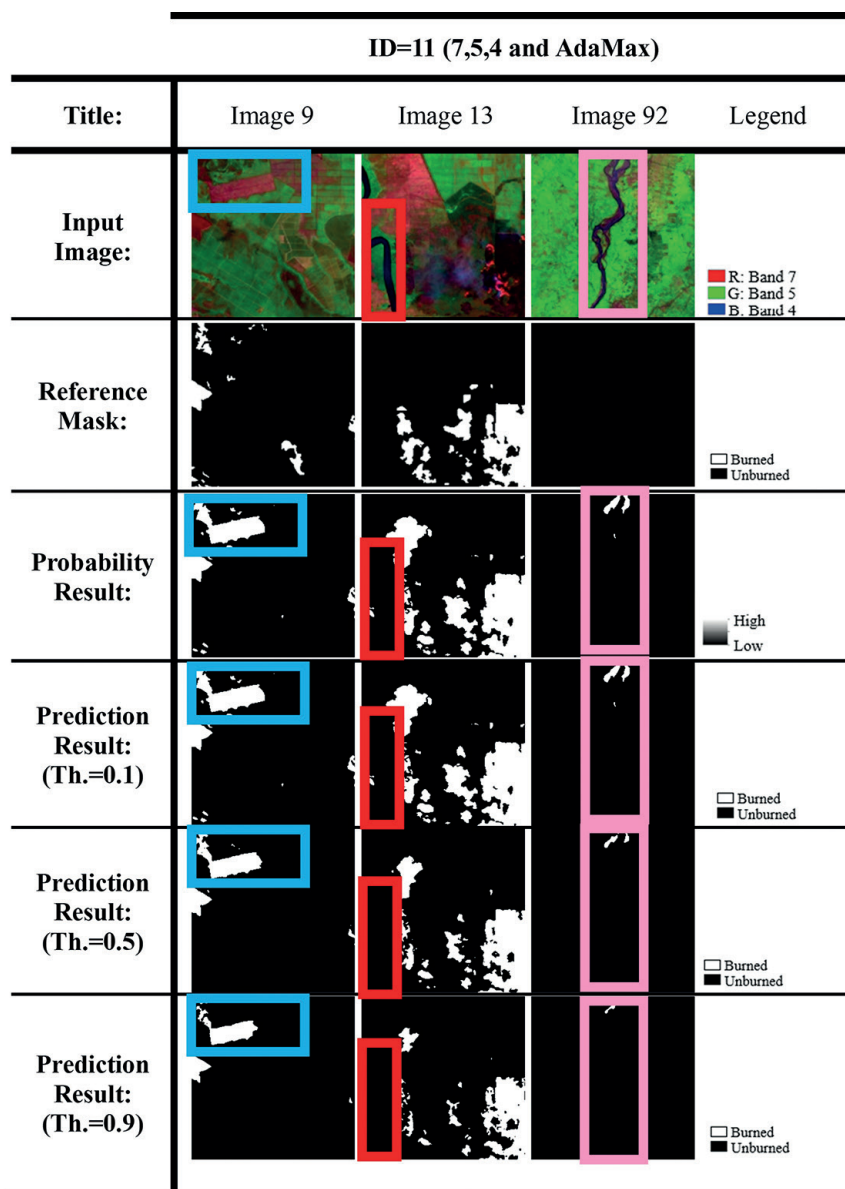 ID=11 (7,5,4 and AdaMax)
Title: Image 9 Image 13 Image 92 Legend
Input
Image:
R: Band 7
G: Band 5
B: Band 4
Reference
Mask:
Burned
Unburned
Probability
Result:
High
Low
Prediction
Result:
(Th.=0.1)
Burned
Unburned
Prediction
Result:
(Th.=0.5)
Burned
Unburned
Prediction
Result:
(Th.=0.9)
Burned
Unburned